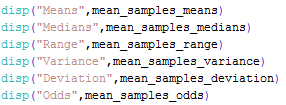 disp("Means",mean_samples_means)
disp("Medians",mean_samples_medians)
disp("Range",mean_samples_range)
disp("Variance",mean_samples_variance)
disp("Deviation",mean_samples_deviation)
disp("Odds",mean_samples_odds)